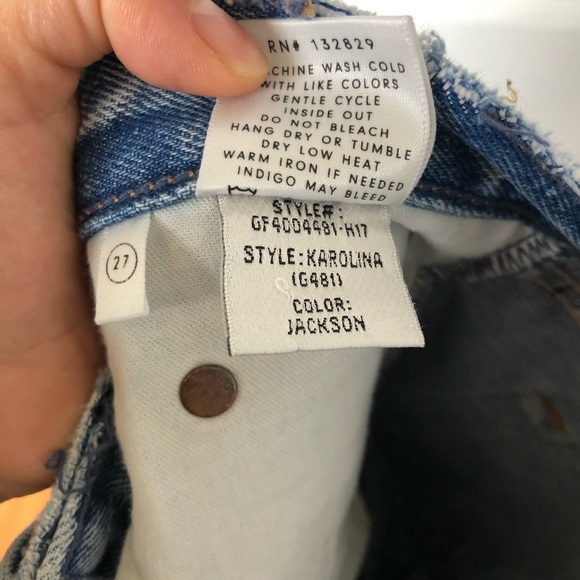 RN# 132829
CHINE WASH COLD
WITH LIKE COLORS
GENTLE CYCLE
INSIDE OUT
DO NOT BLEACH
HANG DRY OR TUMBLE
DRY LOW HEAT
WARM IRON IF NEEDED
INDIGO MAY BLEED
27
STYLE#:
GF4004481-H17
STYLE:KAROLINA
(G481)
COLOR:
JACKSON